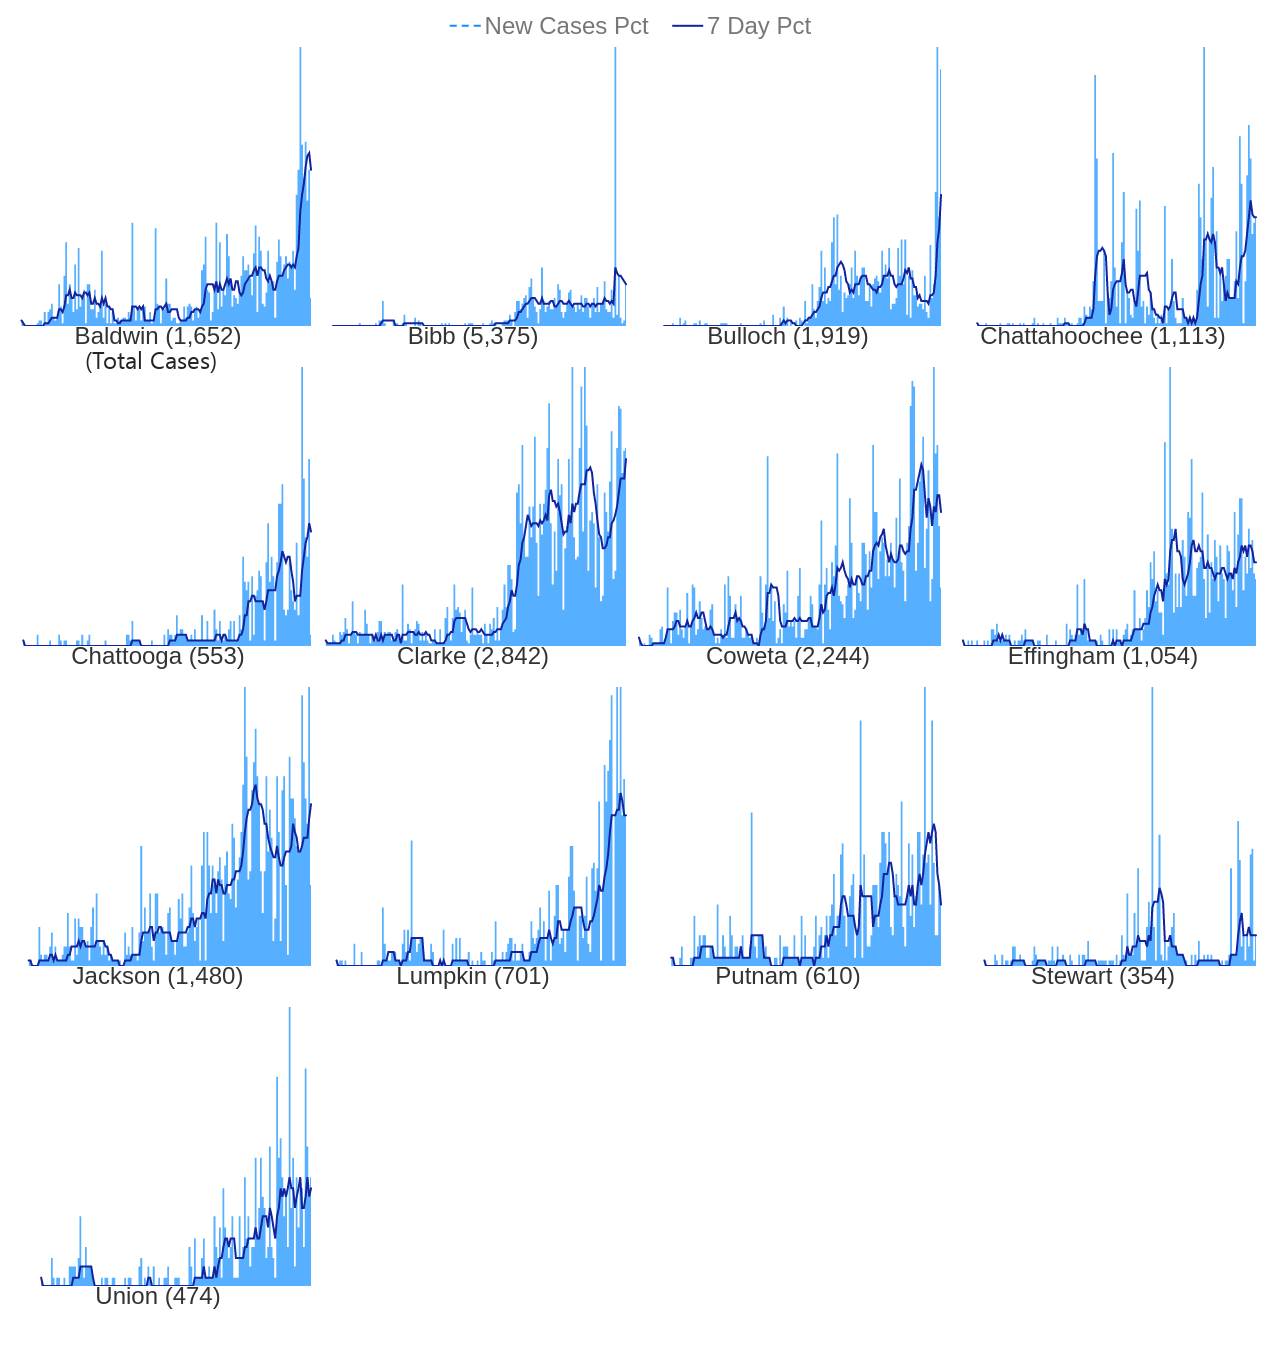 New Cases Pct 7 Day Pct
Baldwin (1,652) Bibb (5,375) Bulloch (1,919) Chattahoochee (1,113)
(Total Cases)
Chattooga (553) Clarke (2,842) Coweta (2,244) Effingham (1,054)
Jackson (1,480) Lumpkin (701) Putnam (610) Stewart (354)
Union (474)